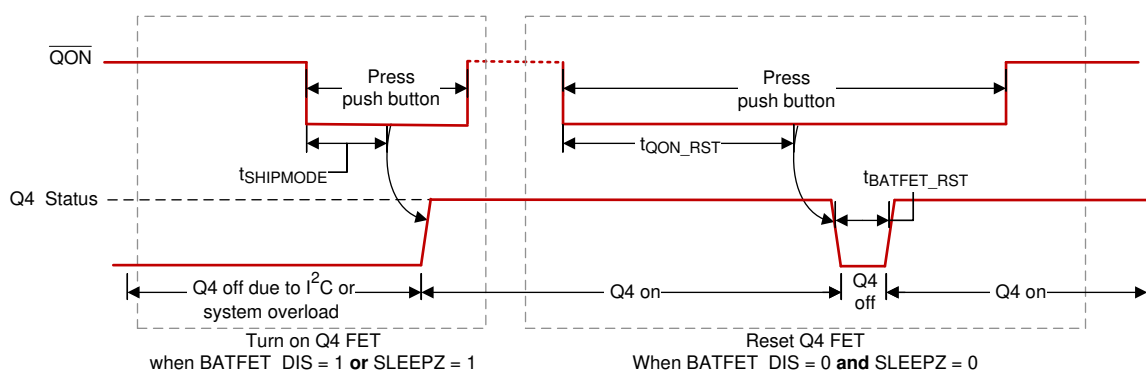 QON
Press
push button
Press
push button
tSHIPMODE
tQON_RST
tBATFET_RST
Q4 Status
Q4 off due to I2C or
system overload
Q4 on
Q4
off
Q4 on
Turn on Q4 FET
when BATFET_DIS = 1 or SLEEPZ = 1
Reset Q4 FET
When BATFET_DIS = 0 and SLEEPZ = 0